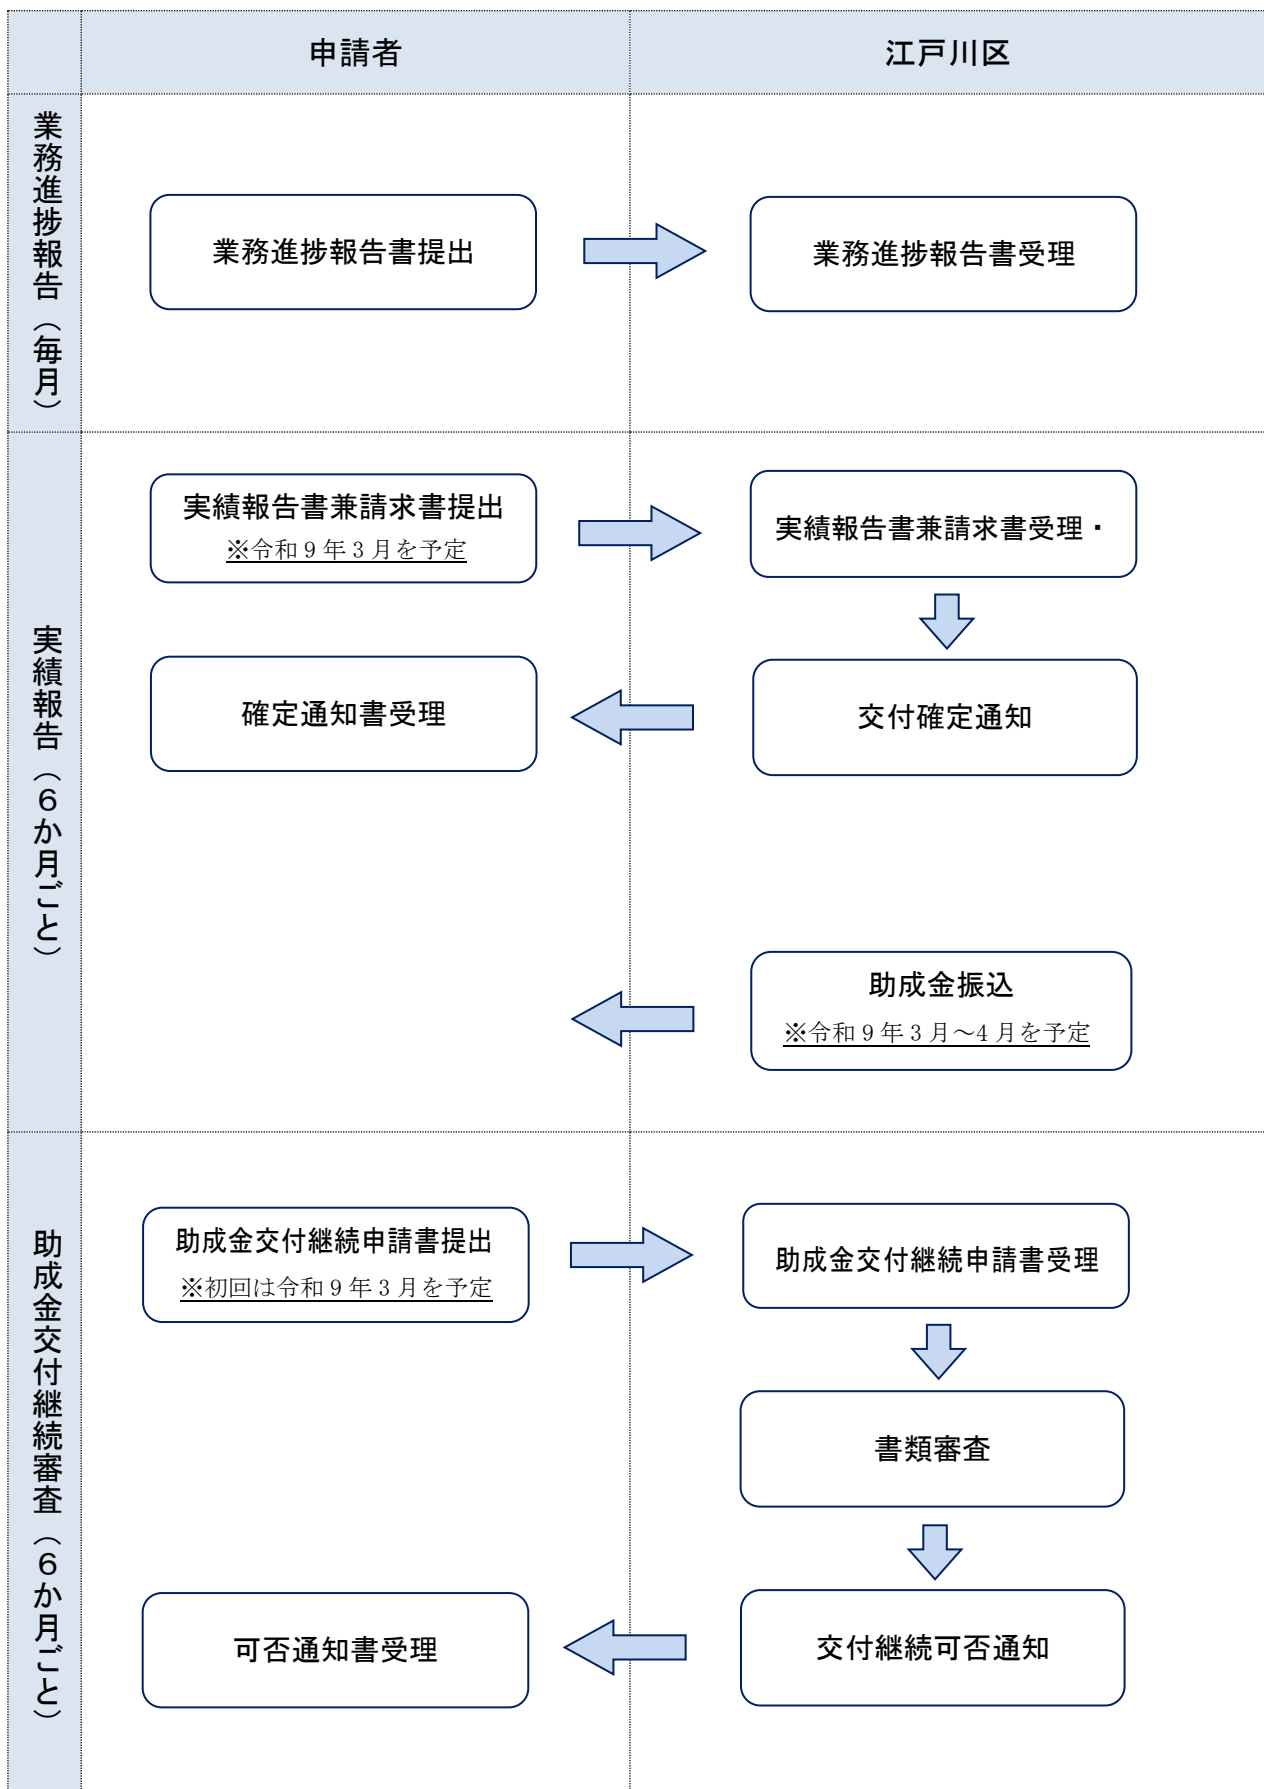 申請者
江戸川区
業務進捗報告（毎月）
業務進捗報告書提出
業務進捗報告書受理
実績報告（６か月ごと）
実績報告書兼請求書提出
※令和９年３月を予定
実績報告書兼請求書受理・
確定通知書受理
交付確定通知
助成金振込
※令和９年３月～4 月を予定
助成金交付継続審査（６か月ごと）
助成金交付継続申請書提出
※初回は令和９年３月を予定
助成金交付継続申請書受理
書類審査
可否通知書受理
交付継続可否通知